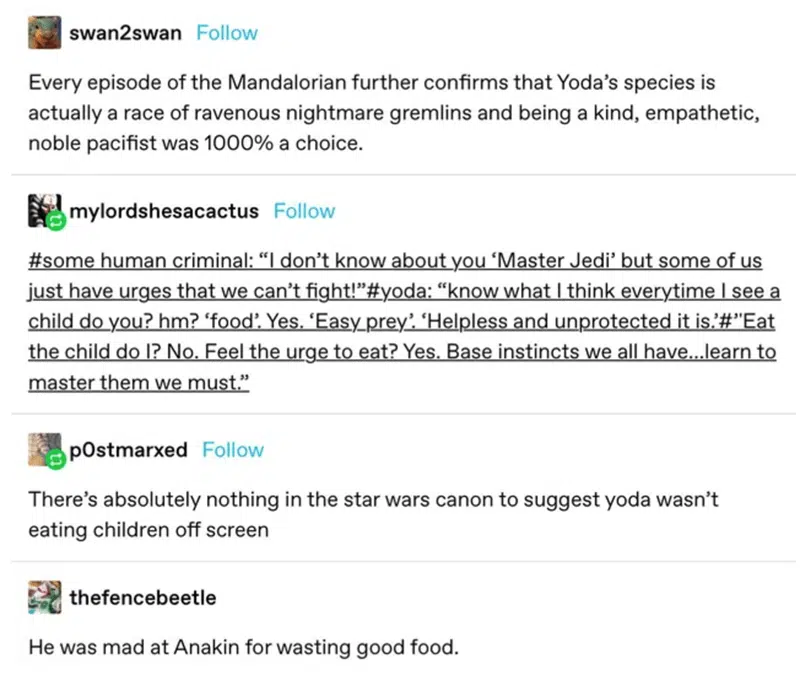 swan2swan Follow
Every episode of the Mandalorian further confirms that Yoda’s species is
actually a race of ravenous nightmare gremlins and being a kind, empathetic,
noble pacifist was 1000% a choice.
mylordshesacactus Follow
#some human criminal: “I don’t know about you ‘Master Jedi’ but some of us
just have urges that we can’t fight!”#yoda: “know what I think everytime I see a
child do you? hm? ‘food’. Yes. ‘Easy prey’. ‘Helpless and unprotected it is.’#”Eat
the child do I? No. Feel the urge to eat? Yes. Base instincts we all have...learn to
master them we must.”
p0stmarxed Follow
There’s absolutely nothing in the star wars canon to suggest yoda wasn’t
eating children off screen
thefencebeetle
He was mad at Anakin for wasting good food.